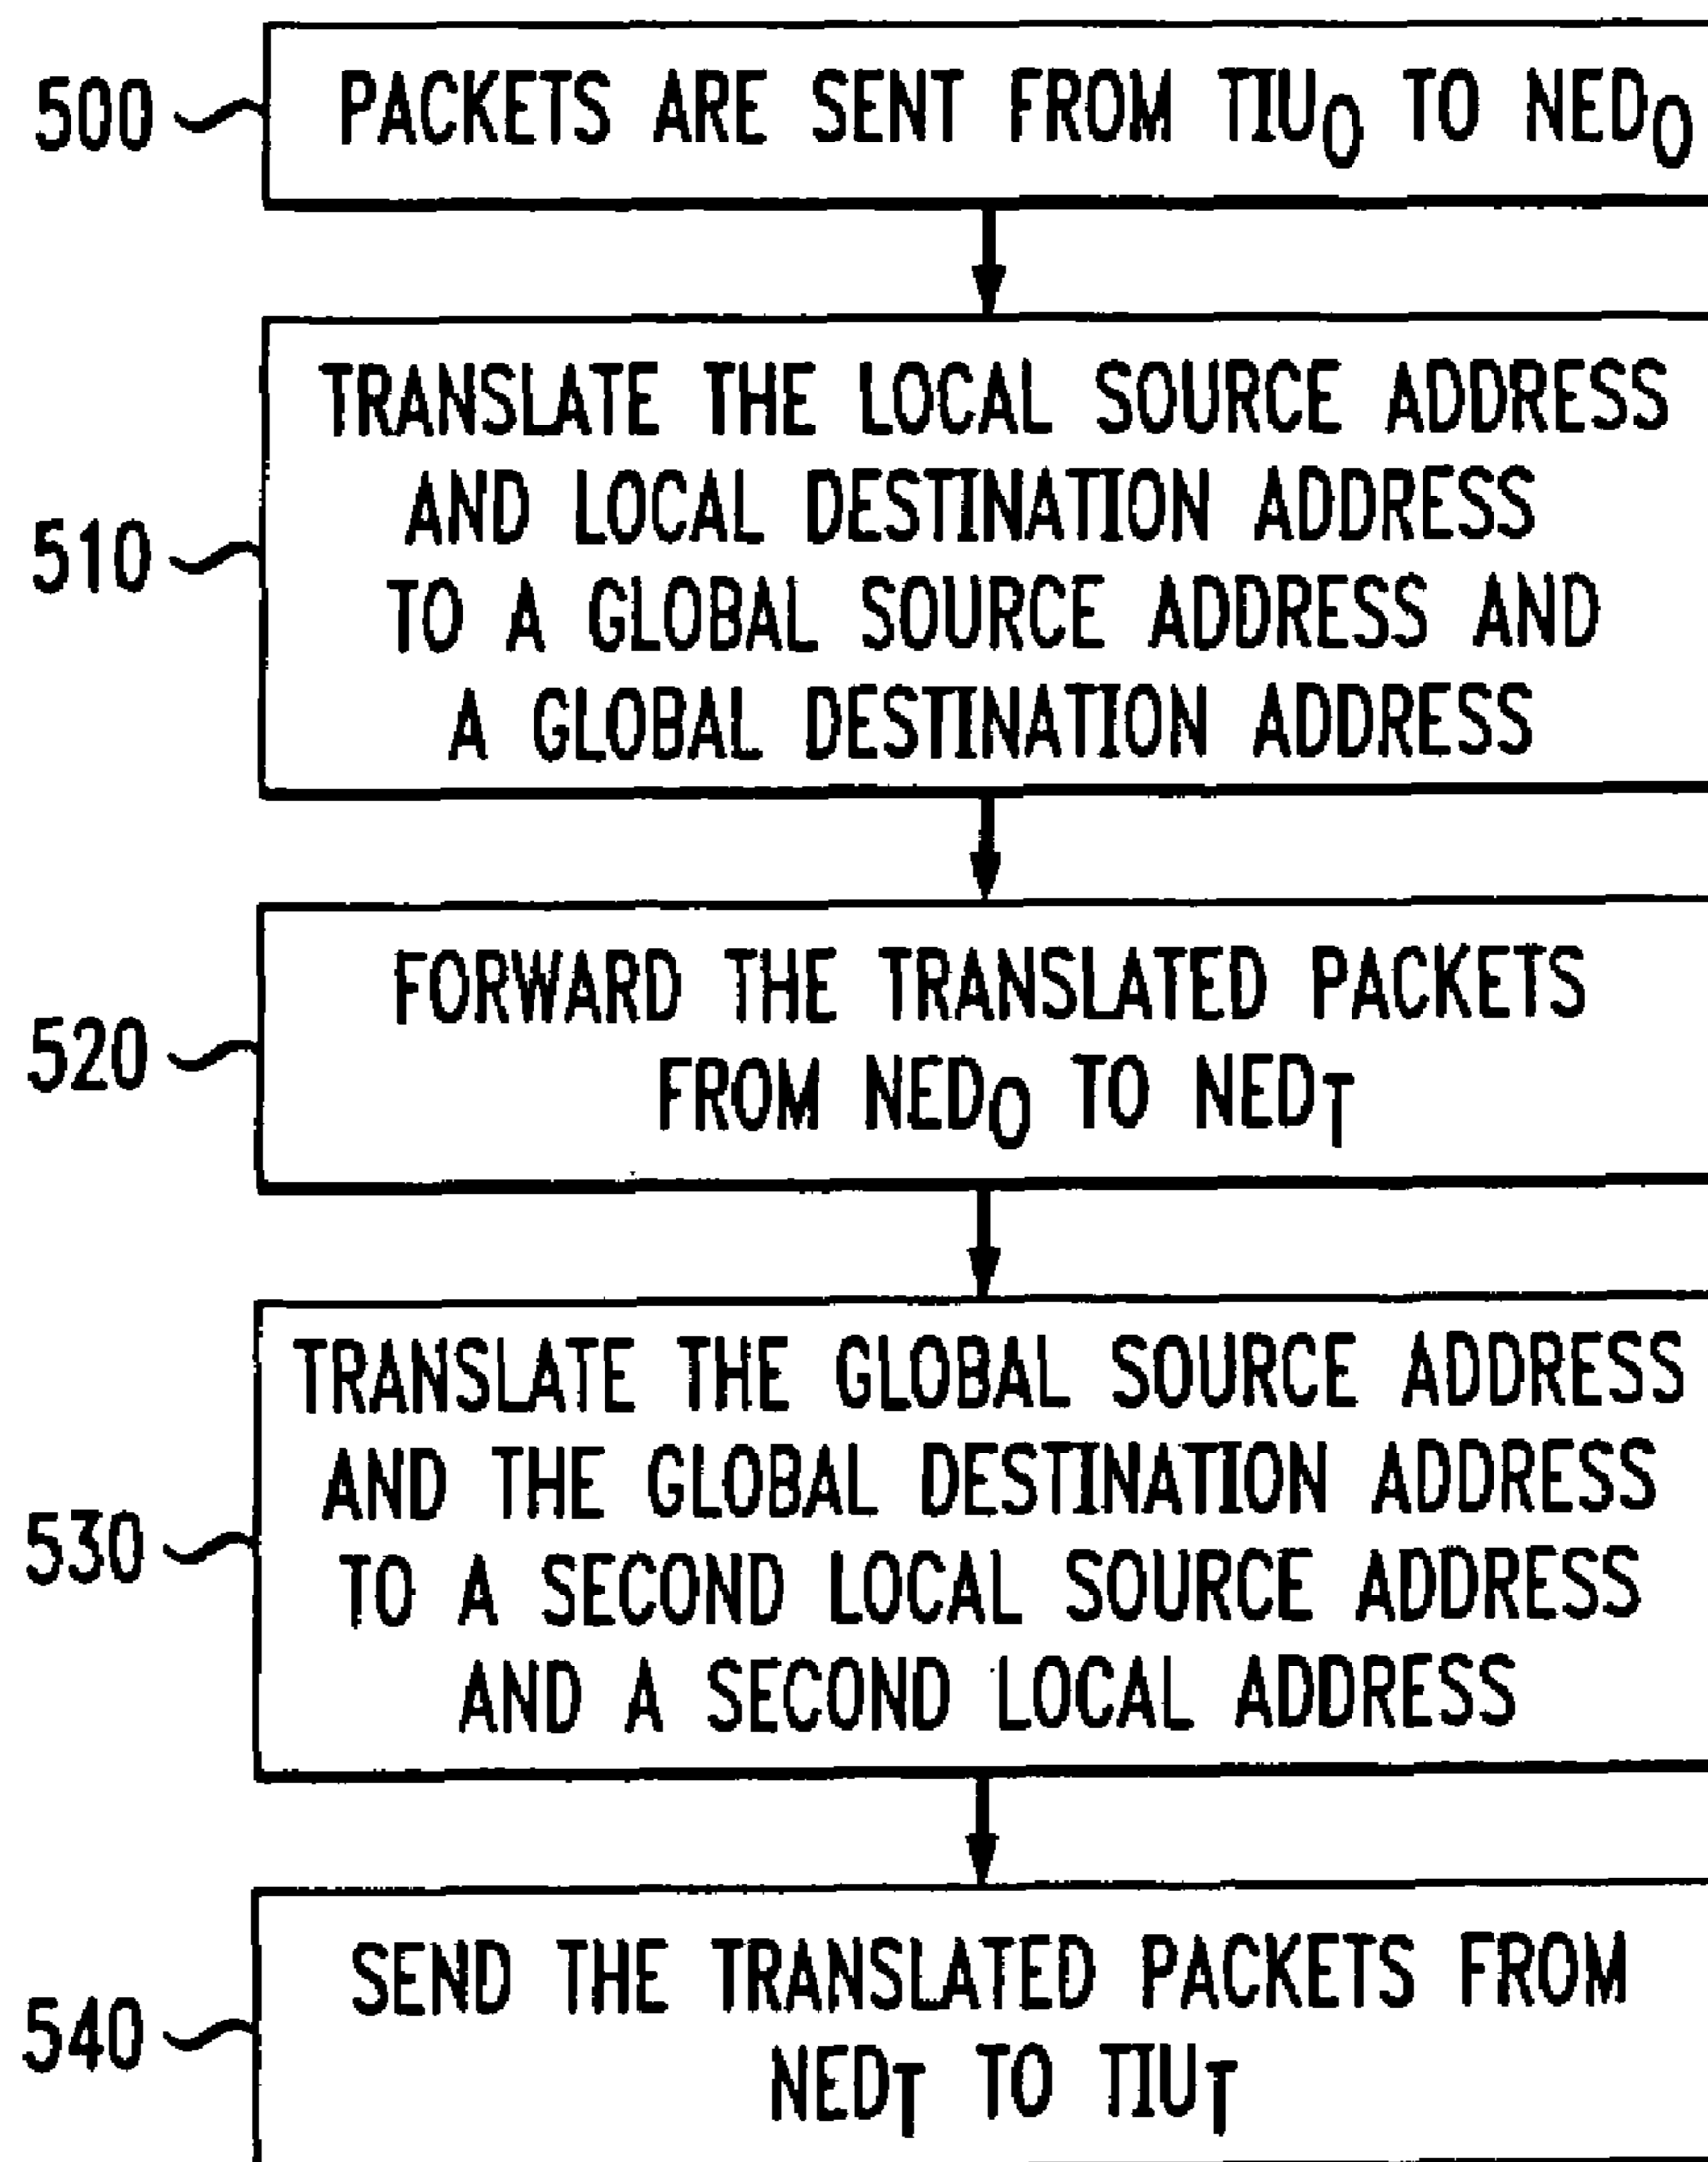 500 PACKETS ARE SENT FROM TIU₀ TO NED₀
TRANSLATE THE LOCAL SOURCE ADDRESS
AND LOCAL DESTINATION ADDRESS
510
TO A GLOBAL SOURCE ADDRESS AND
A GLOBAL DESTINATION ADDRESS
FORWARD THE TRANSLATED PACKETS
520
FROM NED₀ TO NEDT
TRANSLATE THE GLOBAL SOURCE ADDRESS
AND THE GLOBAL DESTINATION ADDRESS
530
TO A SECOND LOCAL SOURCE ADDRESS
AND A SECOND LOCAL ADDRESS
SEND THE TRANSLATED PACKETS FROM
540
NEDT TO TIUT